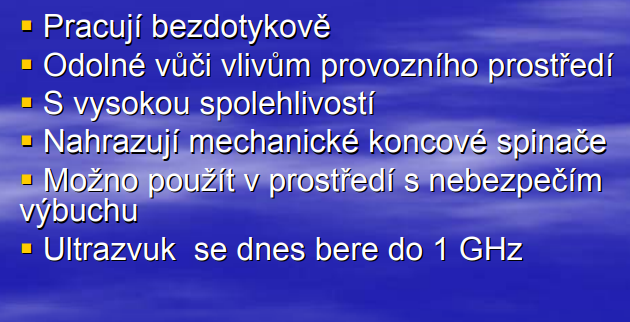 ▪ Pracují bezdotykově
▪ Odolné vůči vlivům provozního prostředí
▪ S vysokou spolehlivostí
▪ Nahrazují mechanické koncové spinače
▪ Možno použít v prostředí s nebezpečím
výbuchu
▪ Ultrazvuk  se dnes bere do 1 GHz